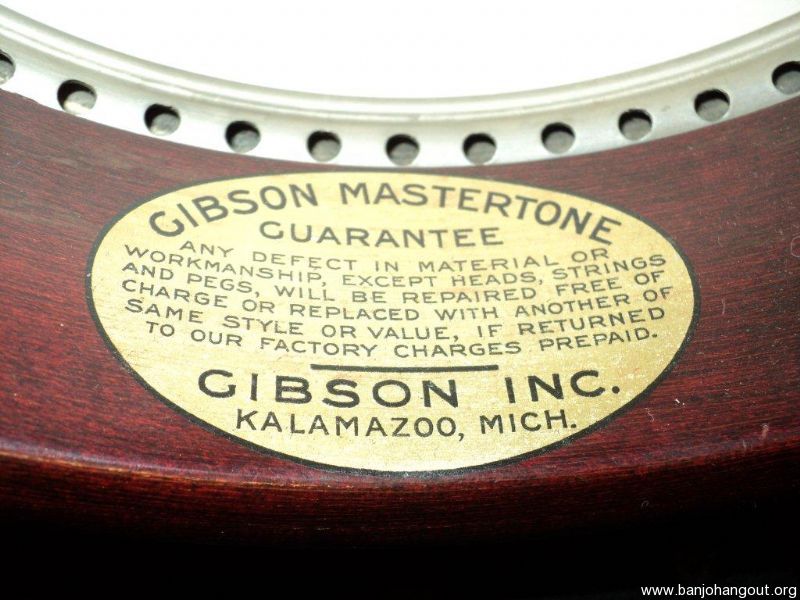 GIBSON MASTERTONE
GUARANTEE
ANY DEFECT IN MATERIAL OR
WORKMANSHIP, EXCEPT HEADS, STRINGS
AND PEGS, WILL BE REPAIRED FREE OF
CHARGE OR REPLACED WITH ANOTHER OF
SAME STYLE OR VALUE, IF RETURNED
TO OUR FACTORY CHARGES PREPAID.
GIBSON INC.
KALAMAZOO, MICH.
www.banjohangout.org